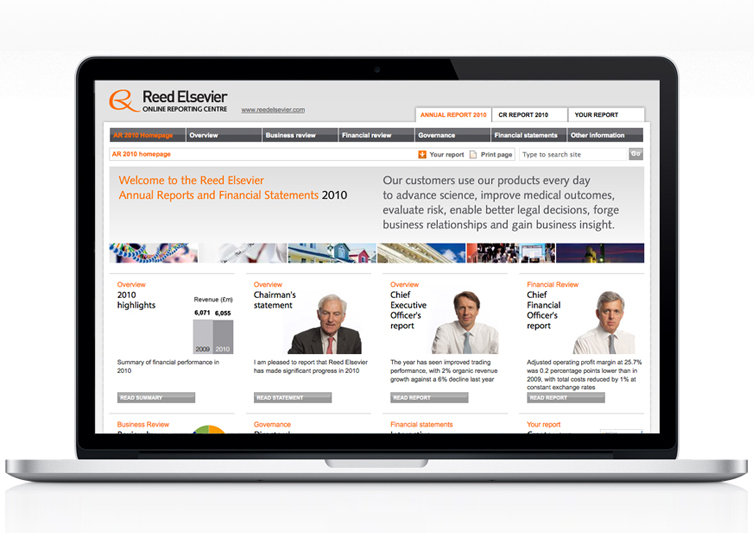 Reed Elsevier
ONLINE REPORTING CENTRE
www.reedelsevier.com
ANNUAL REPORT 2010
CR REPORT 2010
YOUR REPORT
AR 2010 Homepage
Overview
Business review
Financial review
Governance
Financial statements
Other information
AR 2010 homepage
Your report
Print page
Type to search site
Go
Welcome to the Reed Elsevier
Annual Reports and Financial Statements 2010
Our customers use our products every day
to advance science, improve medical outcomes,
evaluate risk, enable better legal decisions, forge
business relationships and gain business insight.
Overview
2010
highlights
Revenue (£m)
6,071 6,055
2009 2010
Summary of financial performance in
2010
READ SUMMARY
Overview
Chairman's
statement
I am pleased to report that Reed Elsevier
has made significant progress in 2010
READ STATEMENT
Overview
Chief
Executive
Officer's
report
The year has seen improved trading
performance, with 2% organic revenue
growth against a 6% decline last year
READ REPORT
Financial Review
Chief
Financial
Officer's
report
Adjusted operating profit margin at 25.7%
was 0.2 percentage points lower than in
2009, with total costs reduced by 1% at
constant exchange rates
READ REPORT
Business Review
Governance
Financial statements
Your report